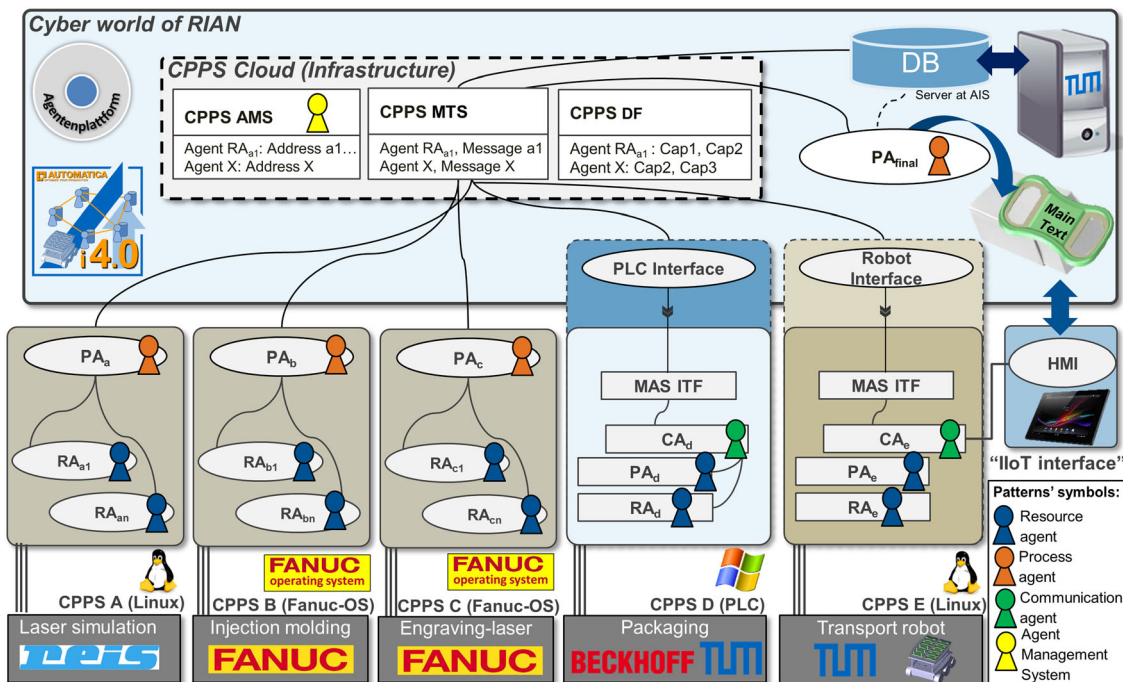 Cyber world of RIAN
Agentenplattform
CPPS Cloud (Infrastructure)
CPPS AMS
Agent RAa1: Address a1…
Agent X: Address X
CPPS MTS
Agent RAa1, Message a1
Agent X, Message X
CPPS DF
Agent RAa1 : Cap1, Cap2
Agent X: Cap2, Cap3
DB
TUM
Server at AIS
PAfinal
Main
Text
AUTOMATICA
i4.0
PLC Interface
Robot
Interface
PAa
RAa1
RAan
PAb
RAb1
RAbn
PAc
RAc1
RAcn
MAS ITF
CAd
PAd
RAd
MAS ITF
CAe
PAe
RAe
HMI
“IIoT interface”
Patterns’ symbols:
Resource
agent
Process
agent
Communication
agent
Agent
Management
System
FANUC
operating system
FANUC
operating system
CPPS A (Linux)
CPPS B (Fanuc-OS)
CPPS C (Fanuc-OS)
CPPS D (PLC)
CPPS E (Linux)
Laser simulation
reis
Injection molding
FANUC
Engraving-laser
FANUC
Packaging
BECKHOFF TUM
Transport robot
TUM